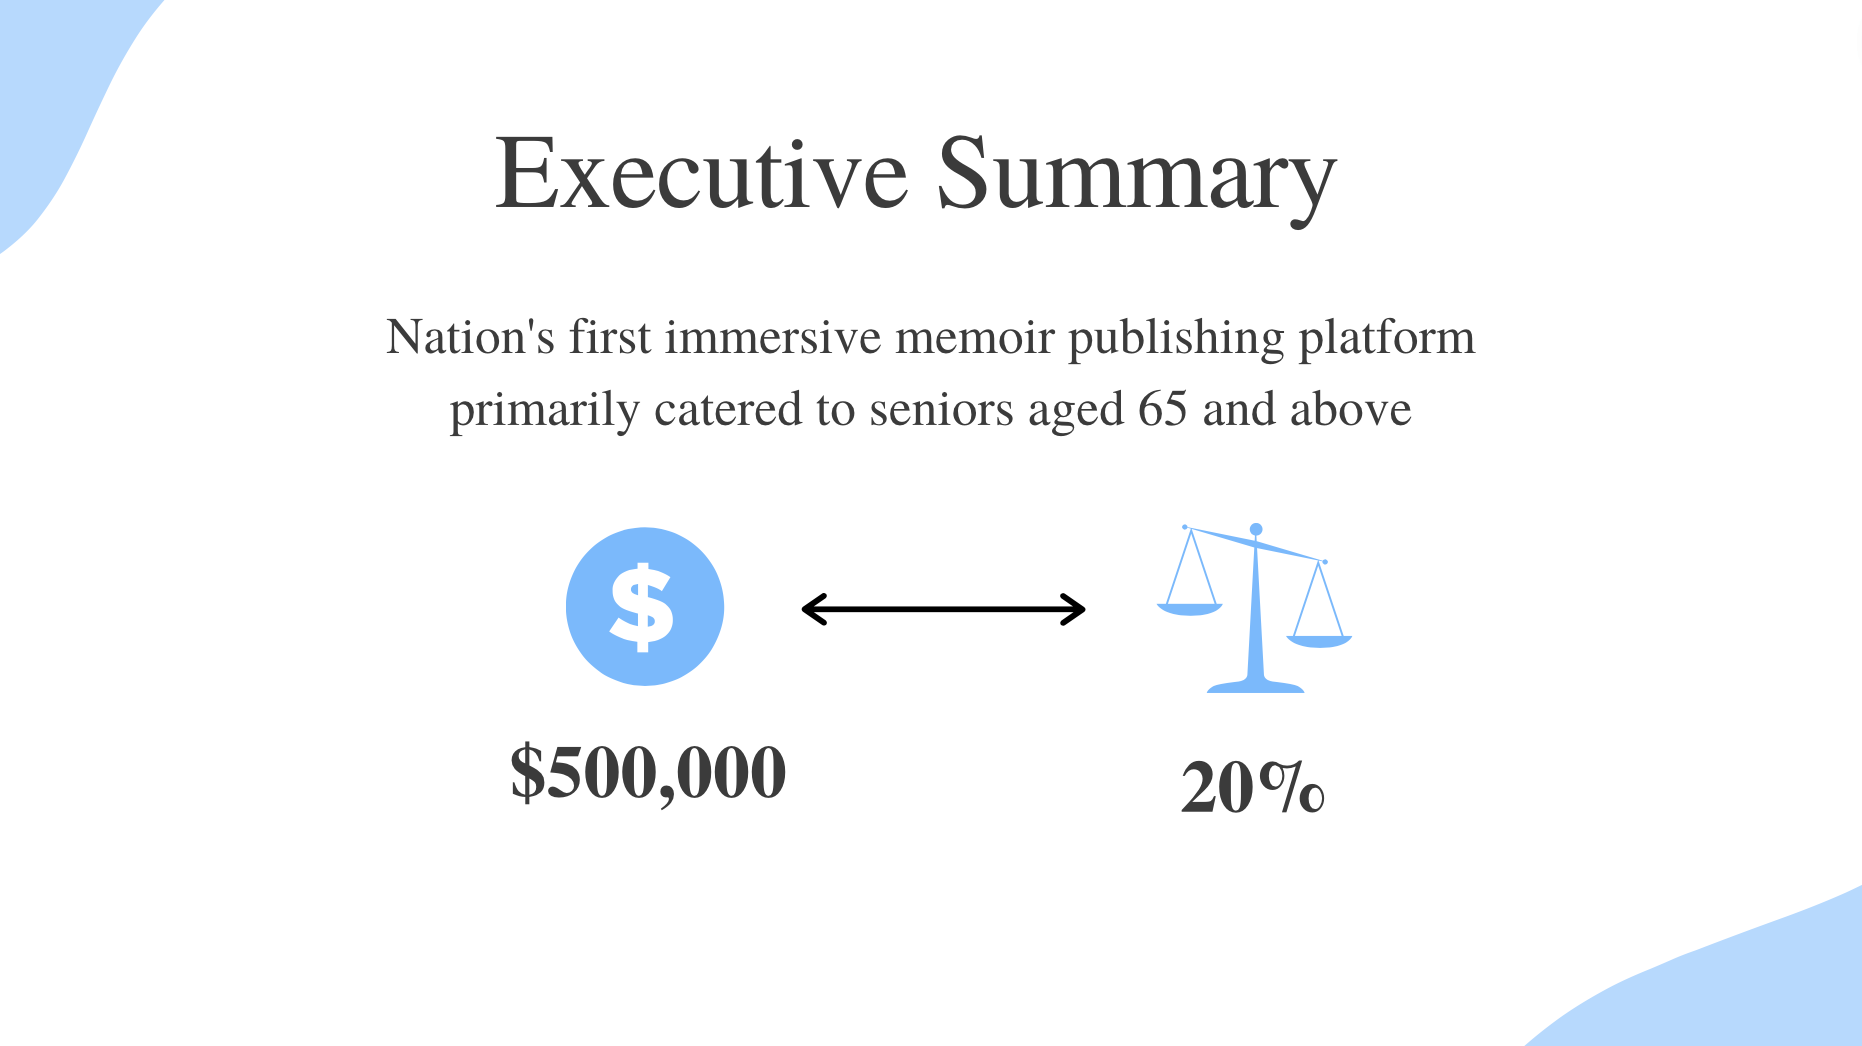 Executive Summary
Nation's first immersive memoir publishing platform
primarily catered to seniors aged 65 and above
$
$500,000
20%